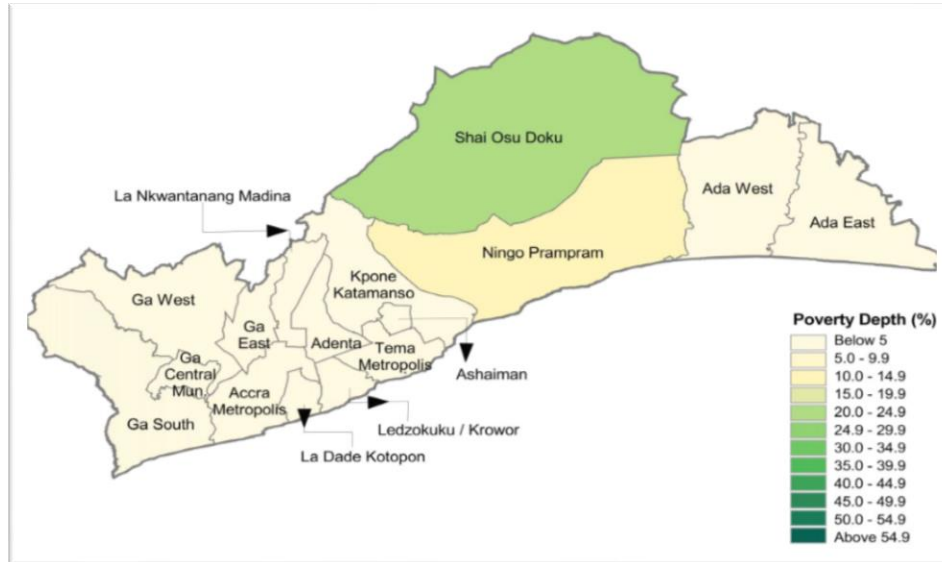 Shai Osu Doku
La Nkwantanang Madina
Ada West
Ada East
Ningo Prampram
Kpone
Katamanso
Ga West
Ga
East
Adenta
Tema
Metropolis
Ga
Central
Mun
Accra
Metropolis
Ga South
Ashaiman
Ledzokuku / Krowor
La Dade Kotopon
Poverty Depth (%)
Below 5
5.0 - 9.9
10.0 - 14.9
15.0 - 19.9
20.0 - 24.9
24.9 - 29.9
30.0 - 34.9
35.0 - 39.9
40.0 - 44.9
45.0 - 49.9
50.0 - 54.9
Above 54.9